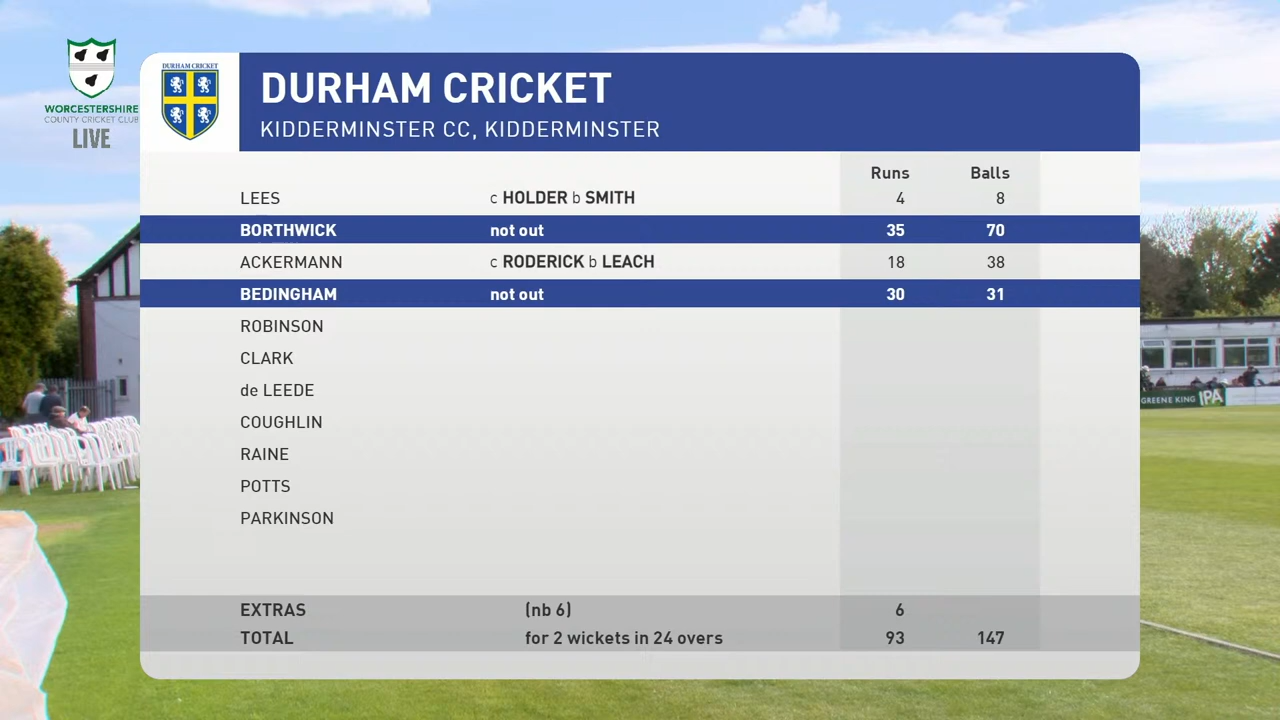 WORCESTERSHIRE
COUNTY CRICKET CLUB
LIVE
DURHAM CRICKET
DURHAM CRICKET
KIDDERMINSTER CC, KIDDERMINSTER
Runs Balls
LEES c HOLDER b SMITH 4 8
BORTHWICK not out 35 70
ACKERMANN c RODERICK b LEACH 18 38
BEDINGHAM not out 30 31
ROBINSON
CLARK
de LEEDE
COUGHLIN
RAINE
POTTS
PARKINSON
EXTRAS (nb 6) 6
TOTAL for 2 wickets in 24 overs 93 147
GREENE KING IPA